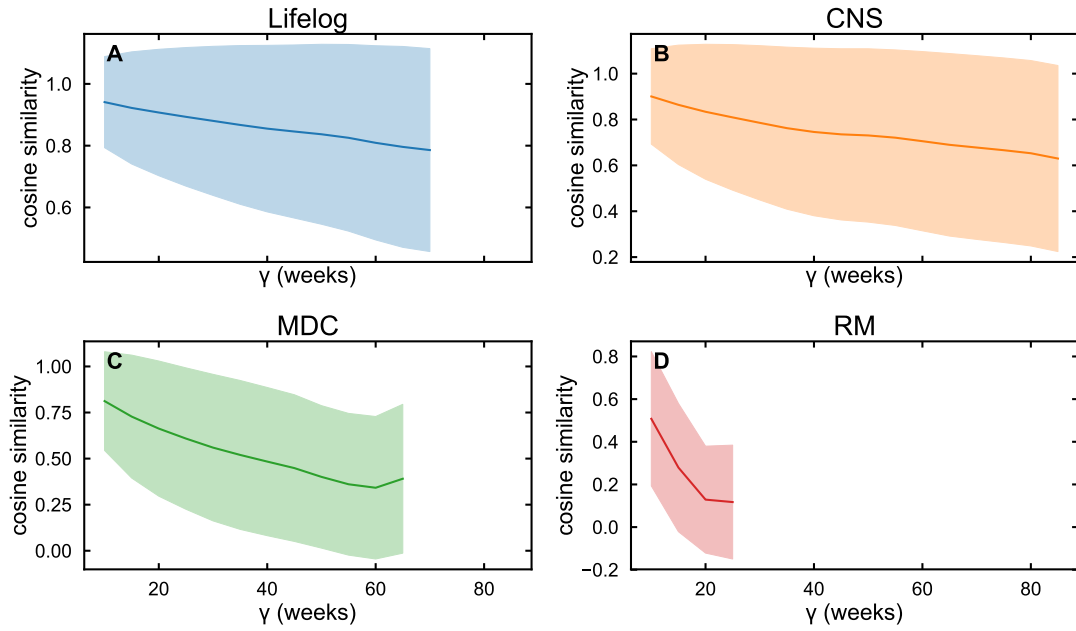 Lifelog
A
1.0
0.8
0.6
cosine similarity
γ (weeks)
CNS
B
1.0
0.8
0.6
0.4
0.2
cosine similarity
γ (weeks)
MDC
C
1.00
0.75
0.50
0.25
0.00
cosine similarity
20 40 60 80
γ (weeks)
RM
D
0.8
0.6
0.4
0.2
0.0
−0.2
cosine similarity
20 40 60 80
γ (weeks)